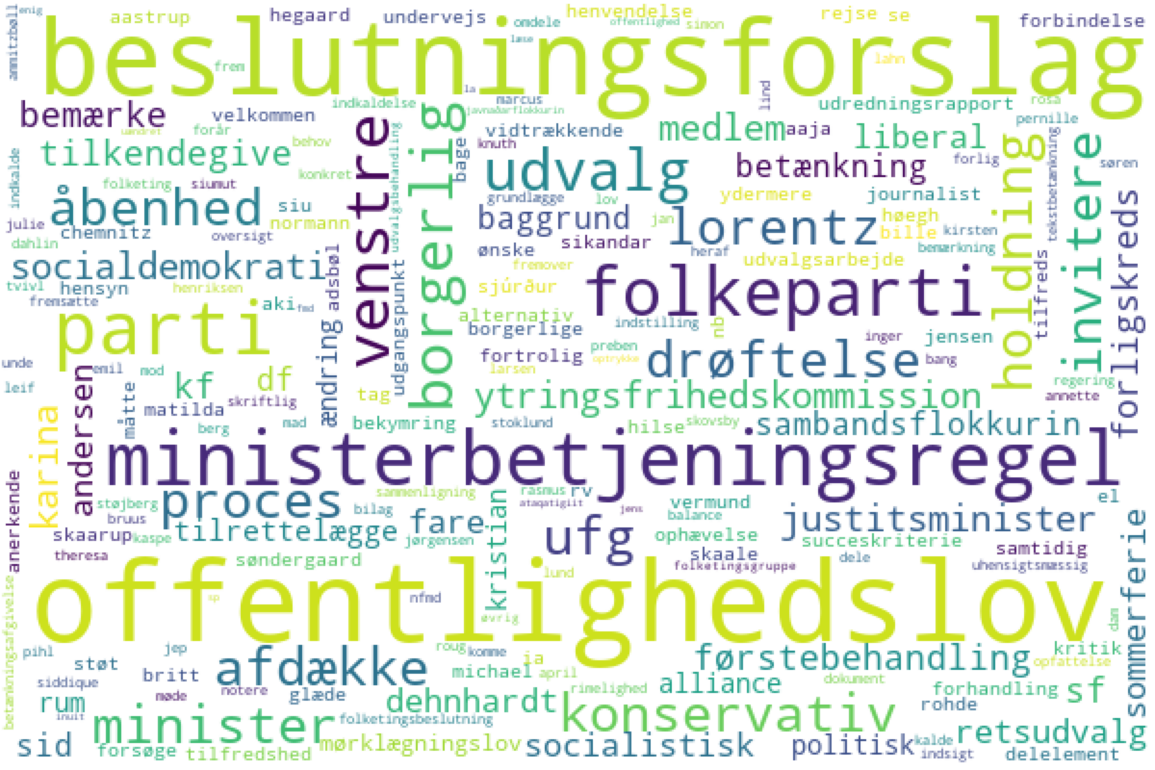 aastrup hegaard undervejs omdele henvendelse offentlighed simon rejse se forbindelse
ammitzbøll enig
beslutningsforslag
læse frem lahn
bemærke velkommen indkaldelse la marcus javnaðarflokkurin lind udredningsrapport rosa pernille
uændret forår behov knuth vidtrækkende medlem aaja liberal
tilkendegive venstre borgerlig bage udvalg betænkning forlig søren
indkalde folketing siumut konkret udvalgsbehandling grundlægge lov ydermere journalist holdning tekstbetænkning invitere
åbenhed siu normann baggrund jan lorentz høegh bille kirsten
julie chemnitz oversigt sikandar bemærkning
dahlin ønske heraf udvalgsarbejde forligskreds
socialdemokrati adsbøl fremover
tvivl hensyn henriksen sjúrður folkeparti tilfreds
fremsætte aki fmd udgangspunkt alternativ
parti borgerlige indstilling nb inger jensen
unde emil ændring fortrolig preben optrykke drøftelse bang
leif andersen mod kf df tag larsen ytringsfrihedskommission regering annette
måtte matilda skriftlig
karina berg mad bekymring stoklund hilse skovsby sambandsflokkurin
ministerbetjeningsregel
anerkende støjberg proces sammenligning rasmus rv vermund el
bruus bilag ataqatigiit jens balance
skaarup kaspe tilrettelægge fare kristian ufg ophævelse justitsminister
jørgensen succeskriterie
theresa søndergaard skaale dele samtidig
folketingsgruppe uhensigtsmæssig sommerferie
lund
offentlighedslov
betænkningsafgivelse sp nfmd øvrig dam
pihl jep roug komme kritik
støt afdække ja førstebehandling opfattelse
siddique britt michael april dokument
møde notere glæde rimelighed alliance forhandling sf
rum dehnhardt rohde
inuit minister folketingsbeslutning konservativ retsudvalg
sid forsøge tilfredshed mørklægningslov socialistisk politisk kalde indsigt delelement